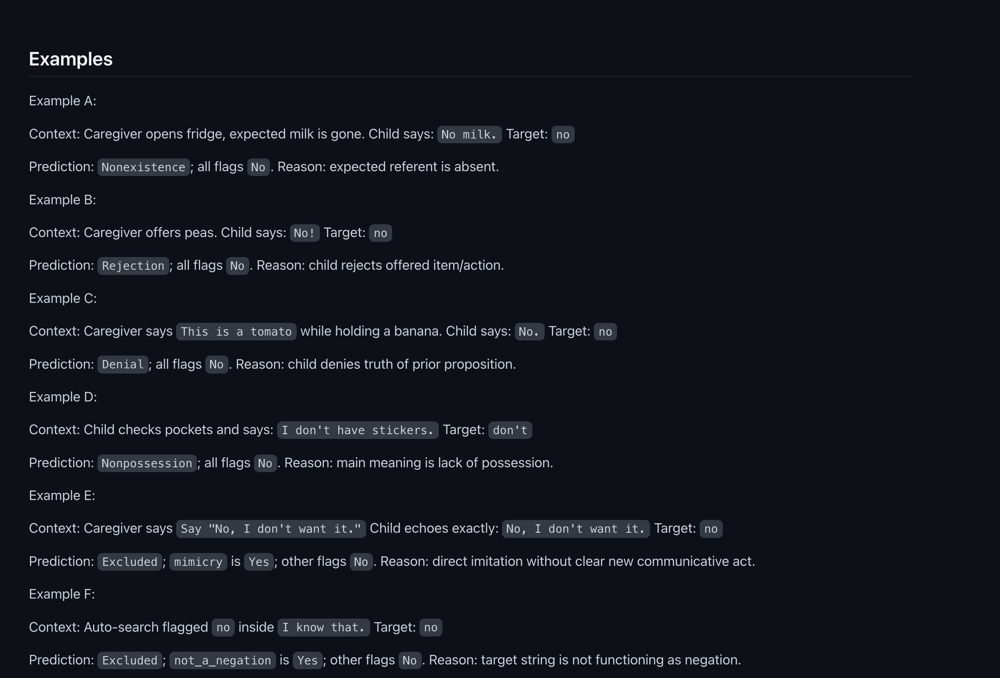 Examples
Example A:
Context: Caregiver opens fridge, expected milk is gone. Child says: No milk. Target: no
Prediction: Nonexistence; all flags No. Reason: expected referent is absent.
Example B:
Context: Caregiver offers peas. Child says: No! Target: no
Prediction: Rejection; all flags No. Reason: child rejects offered item/action.
Example C:
Context: Caregiver says This is a tomato while holding a banana. Child says: No. Target: no
Prediction: Denial; all flags No. Reason: child denies truth of prior proposition.
Example D:
Context: Child checks pockets and says: I don't have stickers. Target: don't
Prediction: Nonpossession; all flags No. Reason: main meaning is lack of possession.
Example E:
Context: Caregiver says Say "No, I don't want it." Child echoes exactly: No, I don't want it. Target: no
Prediction: Excluded; mimicry is Yes; other flags No. Reason: direct imitation without clear new communicative act.
Example F:
Context: Auto-search flagged no inside I know that. Target: no
Prediction: Excluded; not_a_negation is Yes; other flags No. Reason: target string is not functioning as negation.